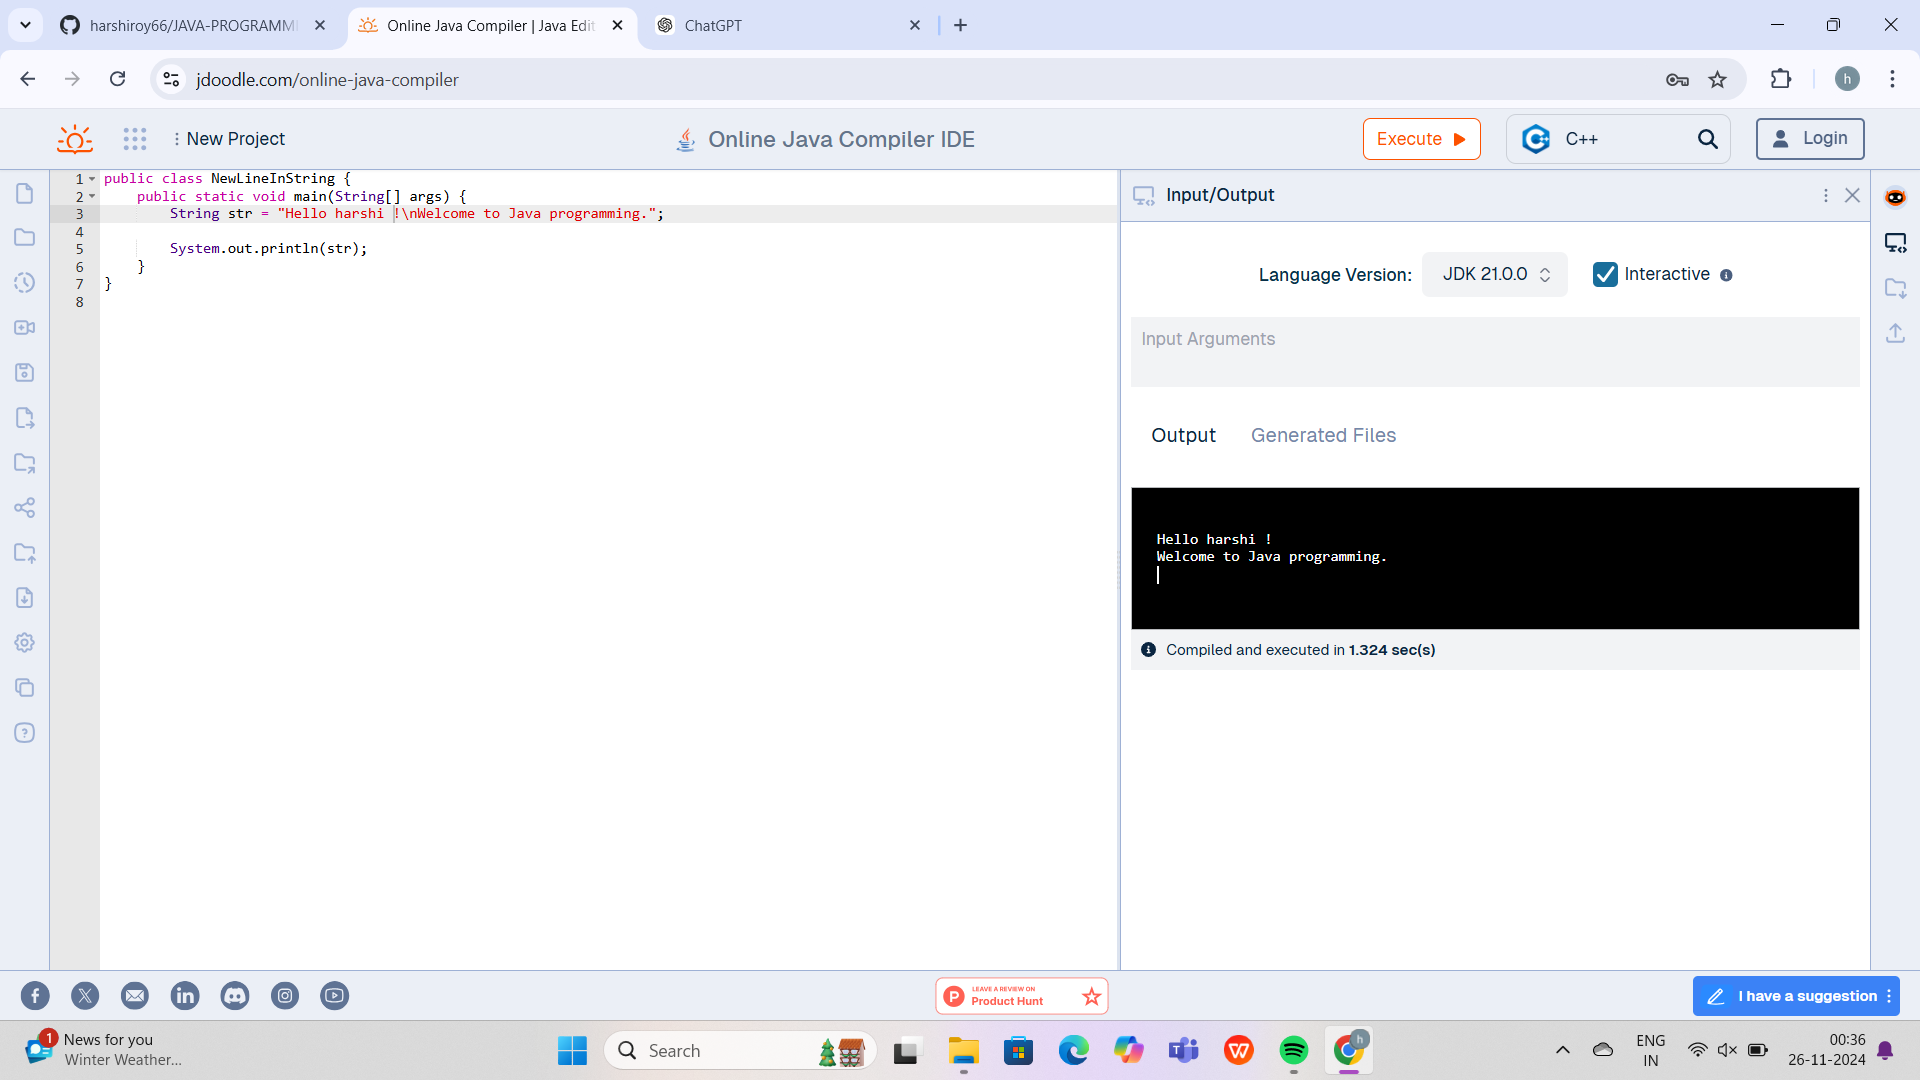 harshiroy66/JAVA-PROGRAMMI
Online Java Compiler | Java Edit
ChatGPT
jdoodle.com/online-java-compiler
h
New Project
Online Java Compiler IDE
Execute
C++
Login
1 public class NewLineInString {
2     public static void main(String[] args) {
3         String str = "Hello harshi !\nWelcome to Java programming.";
4
5         System.out.println(str);
6     }
7 }
8
Input/Output
Language Version: JDK 21.0.0 Interactive
Input Arguments
Output Generated Files
Hello harshi !
Welcome to Java programming.
Compiled and executed in 1.324 sec(s)
LEAVE A REVIEW ON
Product Hunt
I have a suggestion
1
News for you
Winter Weather...
Search
h
ENG
IN
00:36
26-11-2024